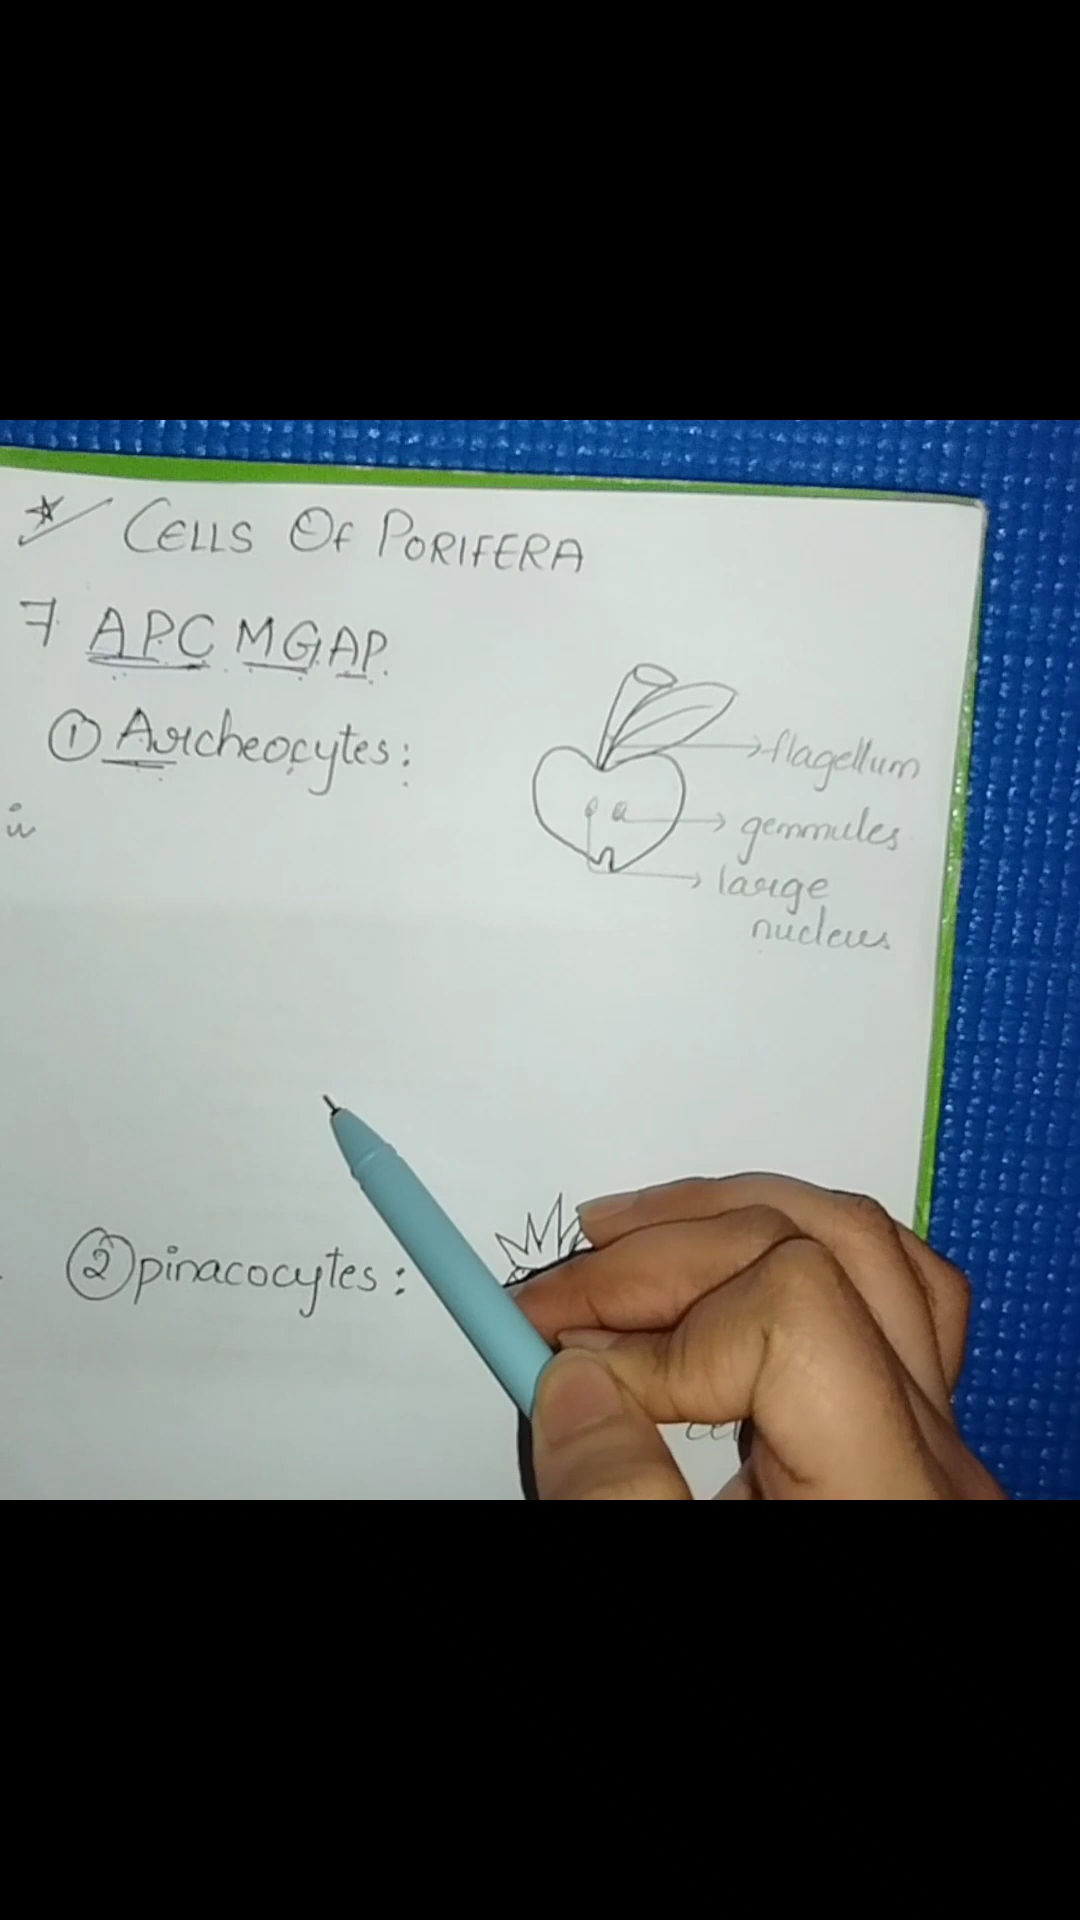 CELLS OF PORIFERA
7 APC MGAP.
① Archeocytes:
flagellum
gemmules
large
nucleus
② pinacocytes: